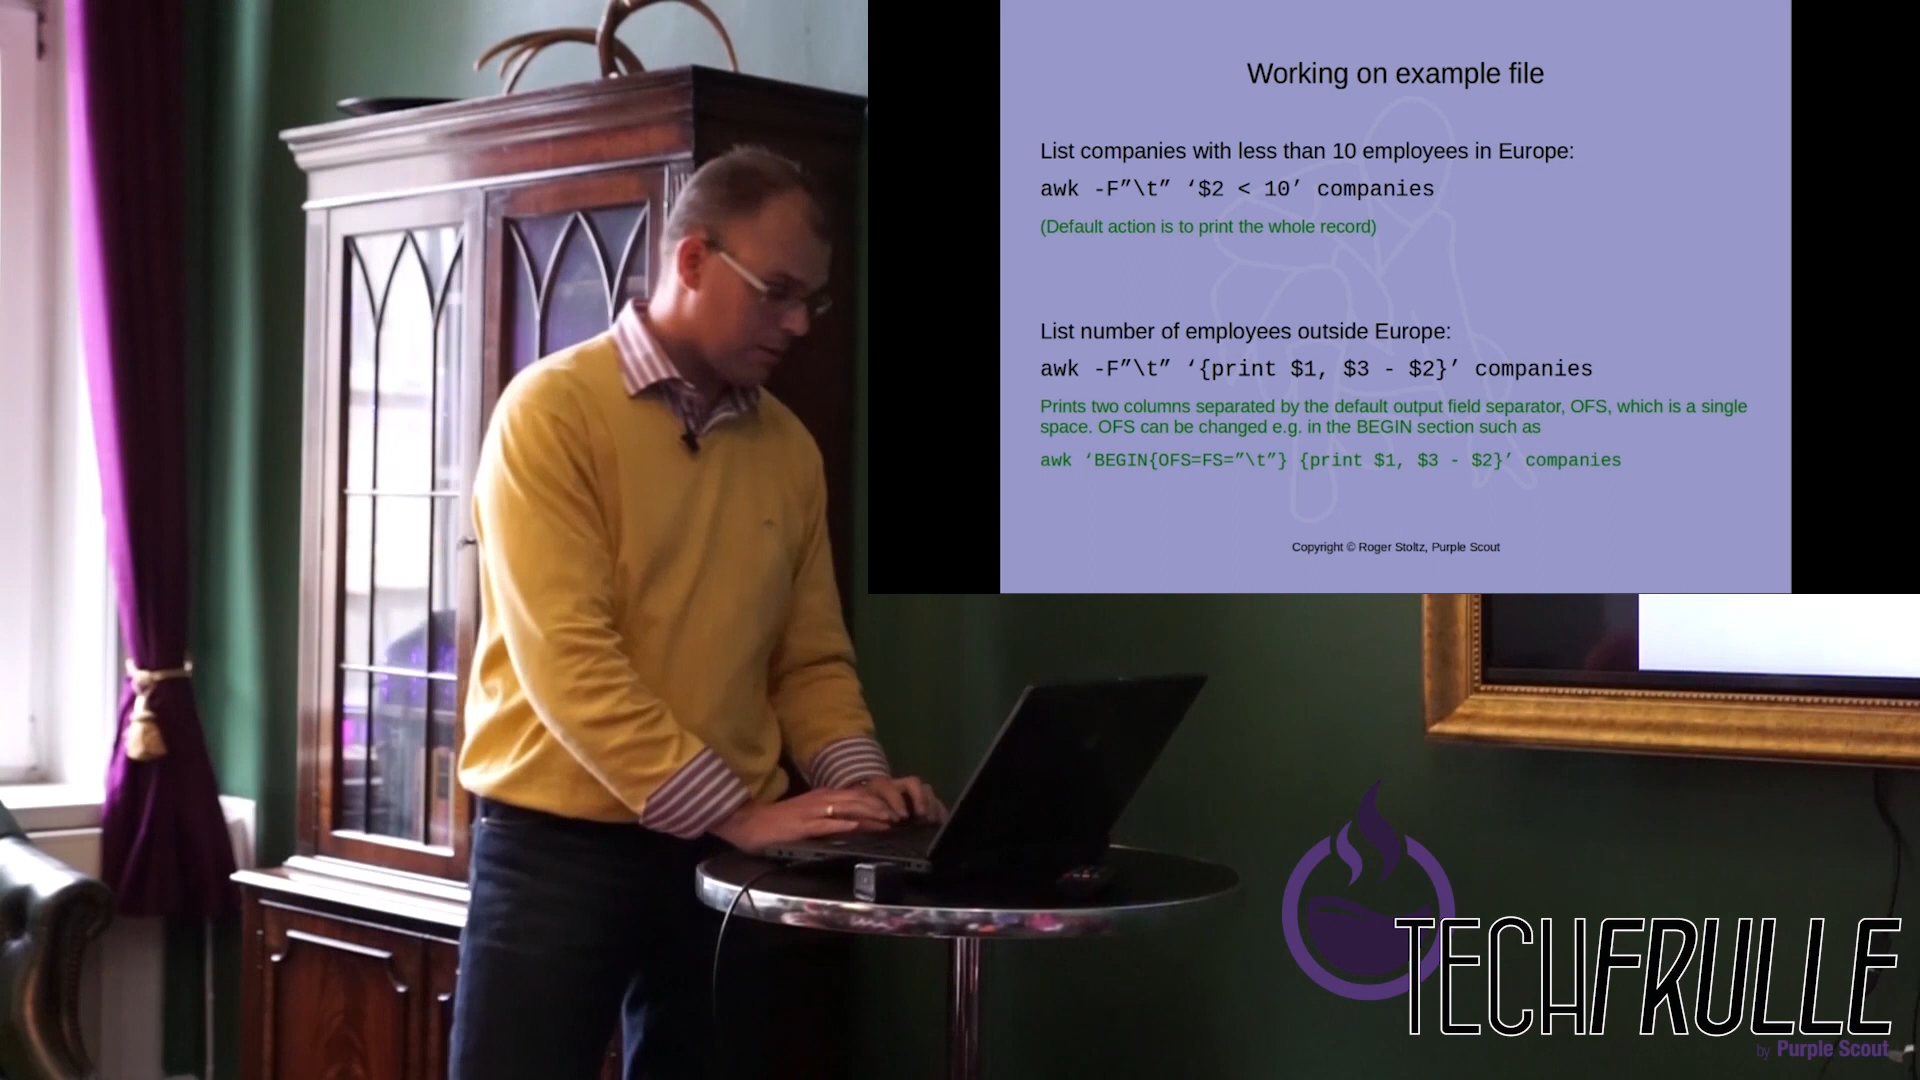 Working on example file
List companies with less than 10 employees in Europe:
awk -F”\t” ‘$2 < 10’ companies
(Default action is to print the whole record)
List number of employees outside Europe:
awk -F”\t” ‘{print $1, $3 - $2}’ companies
Prints two columns separated by the default output field separator, OFS, which is a single
space. OFS can be changed e.g. in the BEGIN section such as
awk ‘BEGIN{OFS=FS=”\t”} {print $1, $3 - $2}’ companies
Copyright © Roger Stoltz, Purple Scout
TECHFRULLE
by Purple Scout